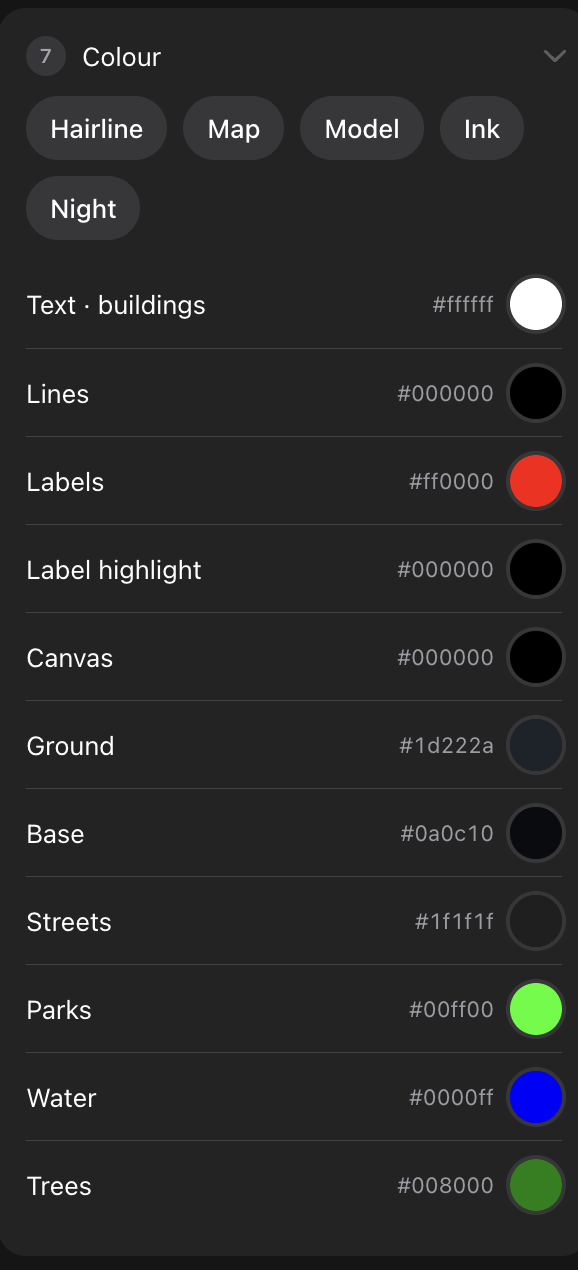 7 Colour
Hairline Map Model Ink
Night
Text · buildings #ffffff
Lines #000000
Labels #ff0000
Label highlight #000000
Canvas #000000
Ground #1d222a
Base #0a0c10
Streets #1f1f1f
Parks #00ff00
Water #0000ff
Trees #008000